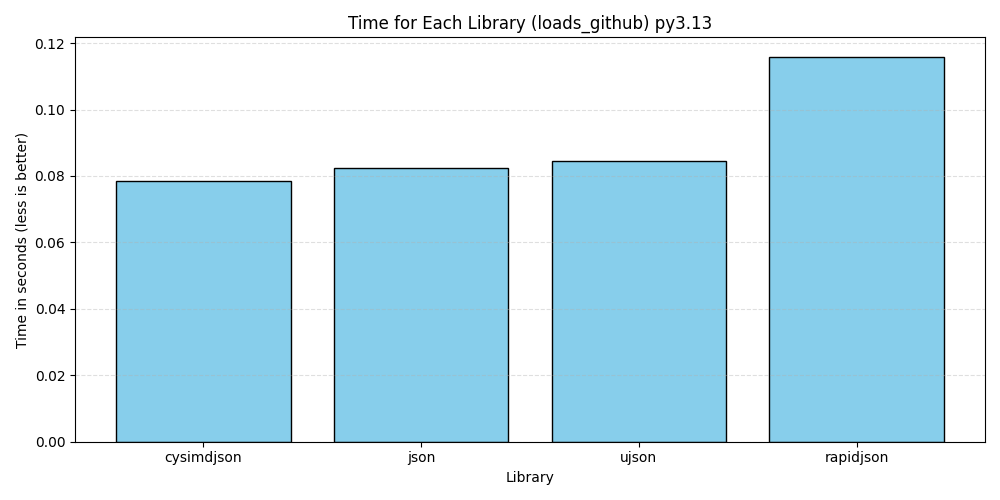 Time for Each Library (loads_github) py3.13
Time in seconds (less is better)
0.12
0.10
0.08
0.06
0.04
0.02
0.00
cysimdjson json ujson rapidjson
Library